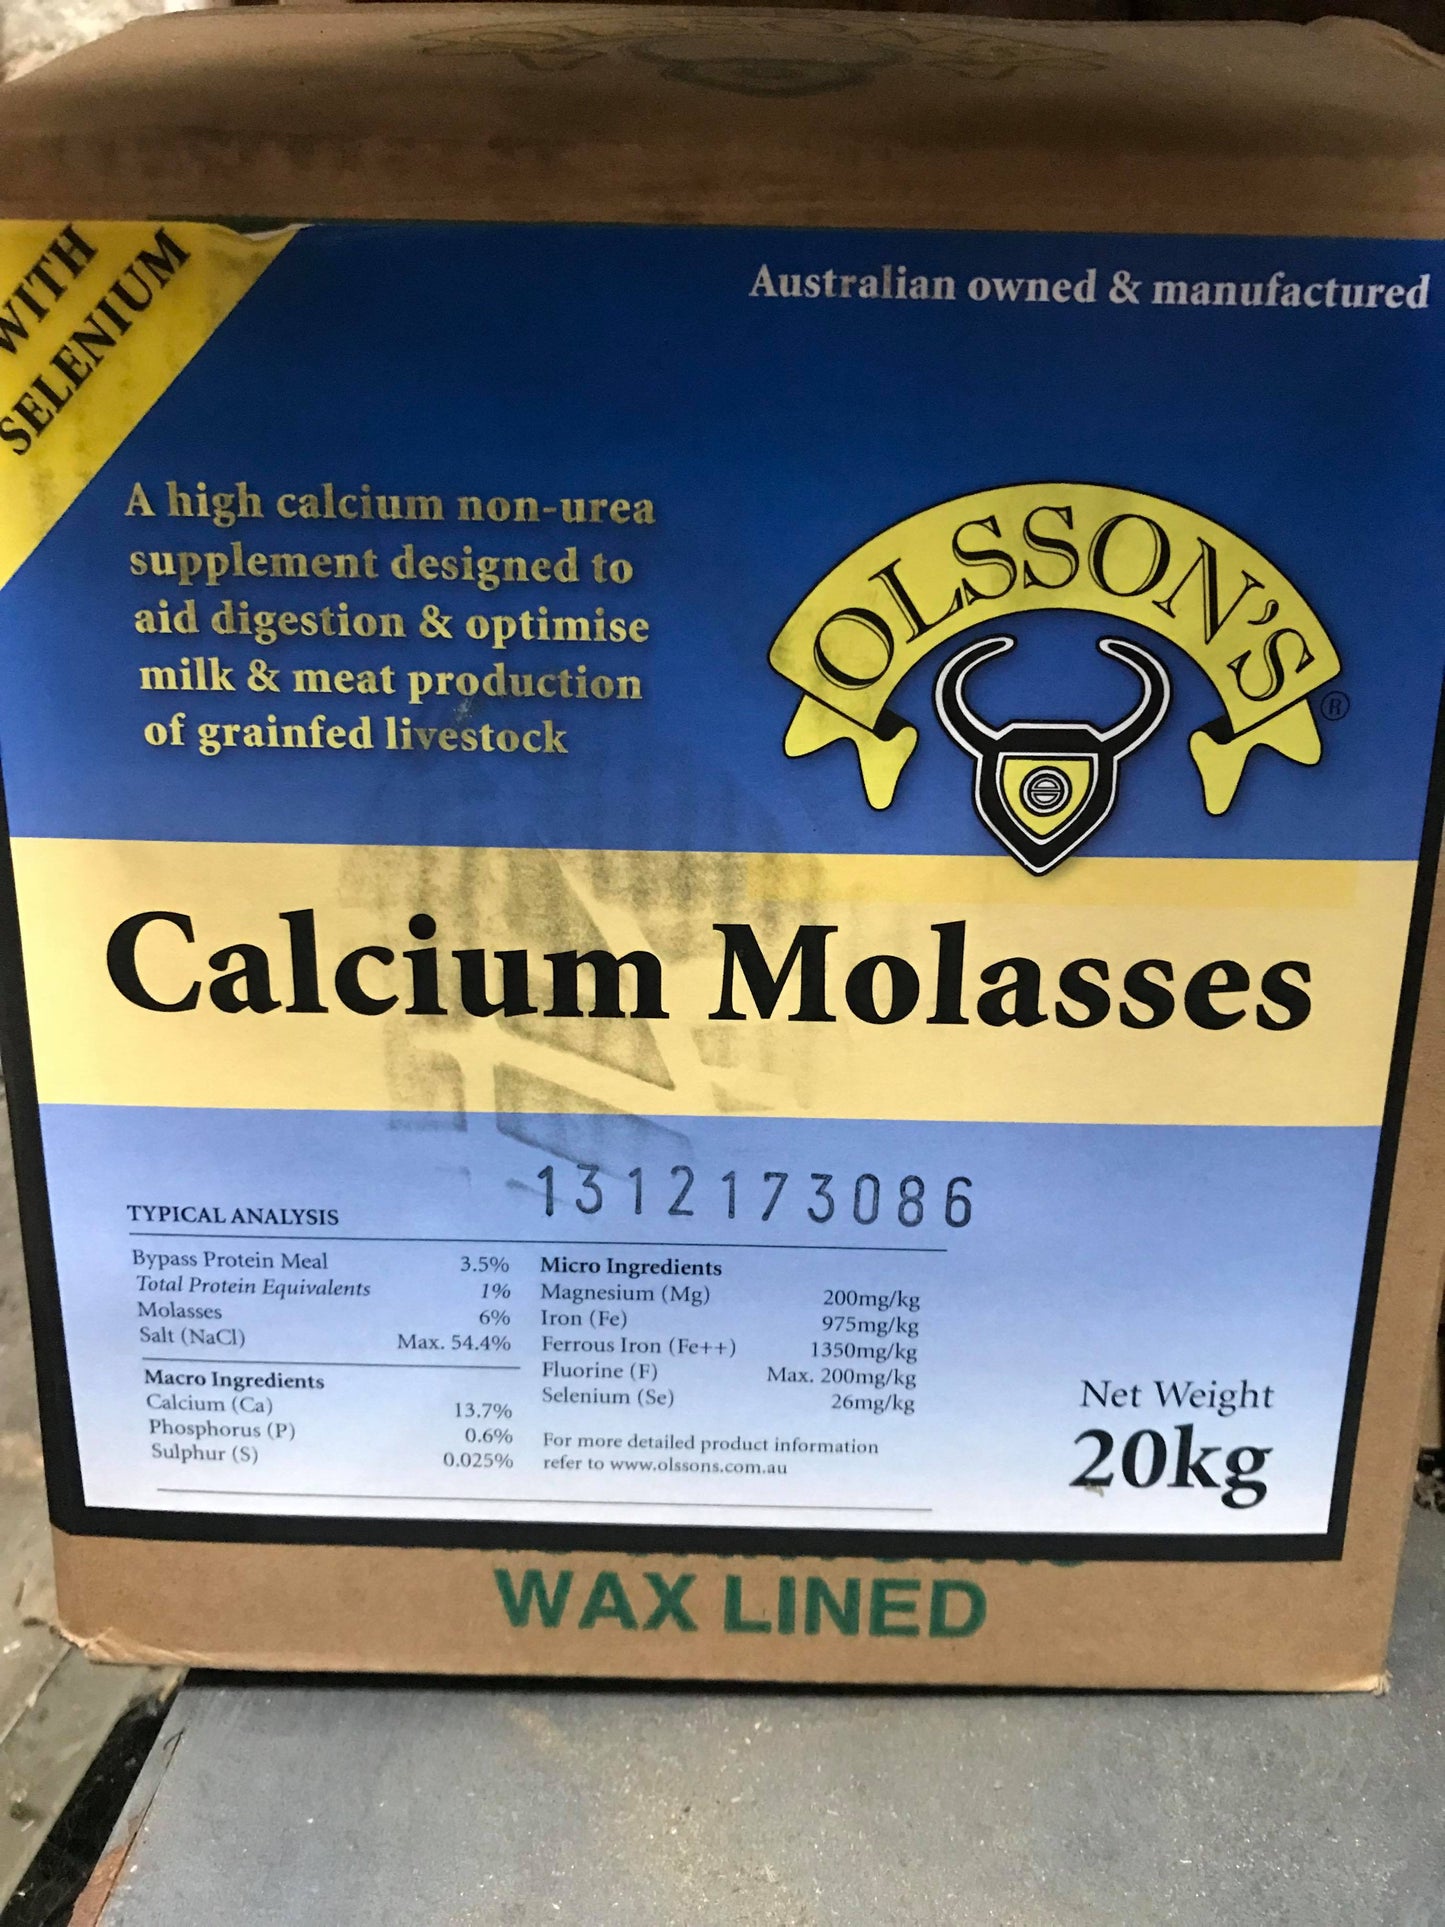 WITH
SELENIUM
Australian owned & manufactured
A high calcium non-urea
supplement designed to
aid digestion & optimise
milk & meat production
of grainfed livestock
OLSSON'S
®
Calcium Molasses
1312173086
TYPICAL ANALYSIS
Bypass Protein Meal 3.5%
Total Protein Equivalents 1%
Molasses 6%
Salt (NaCl) Max. 54.4%
Macro Ingredients
Calcium (Ca) 13.7%
Phosphorus (P) 0.6%
Sulphur (S) 0.025%
Micro Ingredients
Magnesium (Mg) 200mg/kg
Iron (Fe) 975mg/kg
Ferrous Iron (Fe++) 1350mg/kg
Fluorine (F) Max. 200mg/kg
Selenium (Se) 26mg/kg
For more detailed product information
refer to www.olssons.com.au
Net Weight
20kg
WAX LINED